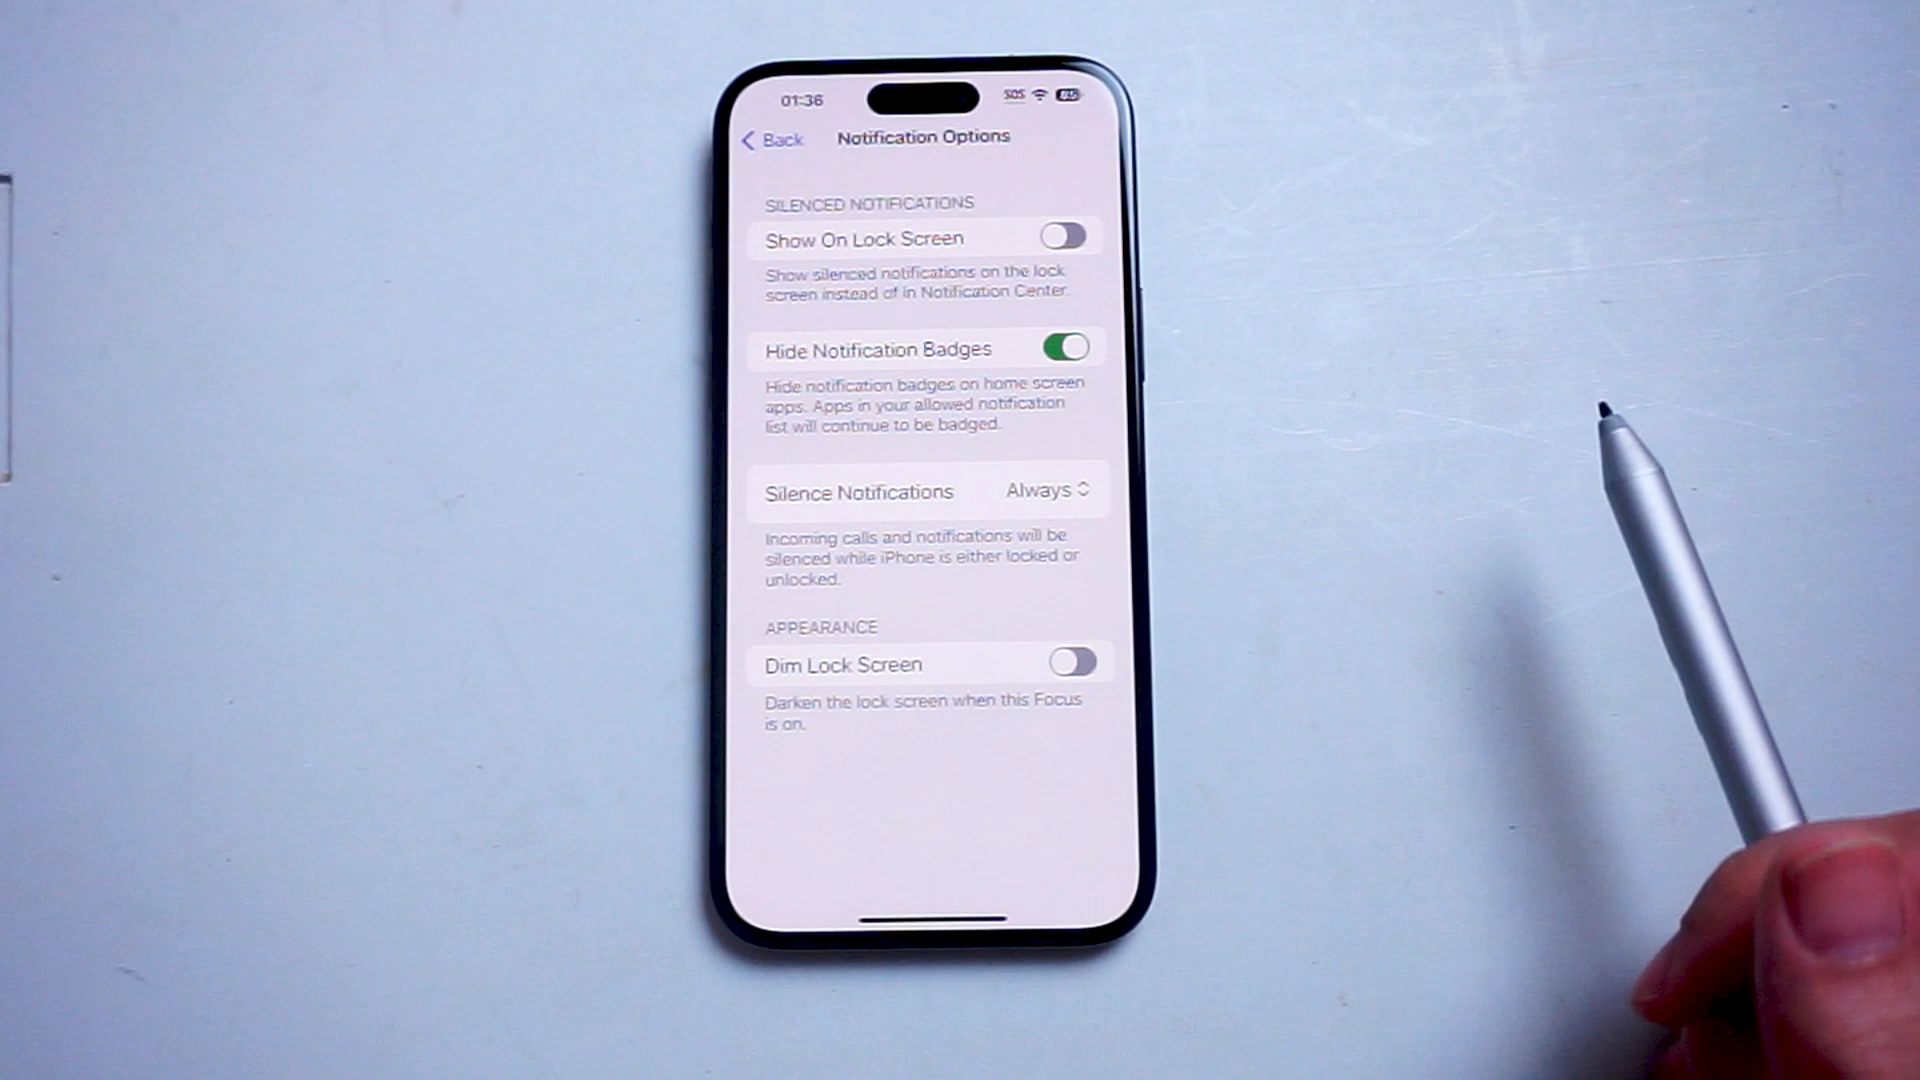 01:36
SOS
Back
Notification Options
SILENCED NOTIFICATIONS
Show On Lock Screen
Show silenced notifications on the lock
screen instead of in Notification Center.
Hide Notification Badges
Hide notification badges on home screen
apps. Apps in your allowed notification
list will continue to be badged.
Silence Notifications Always
Incoming calls and notifications will be
silenced while iPhone is either locked or
unlocked.
APPEARANCE
Dim Lock Screen
Darken the lock screen when this Focus
is on.